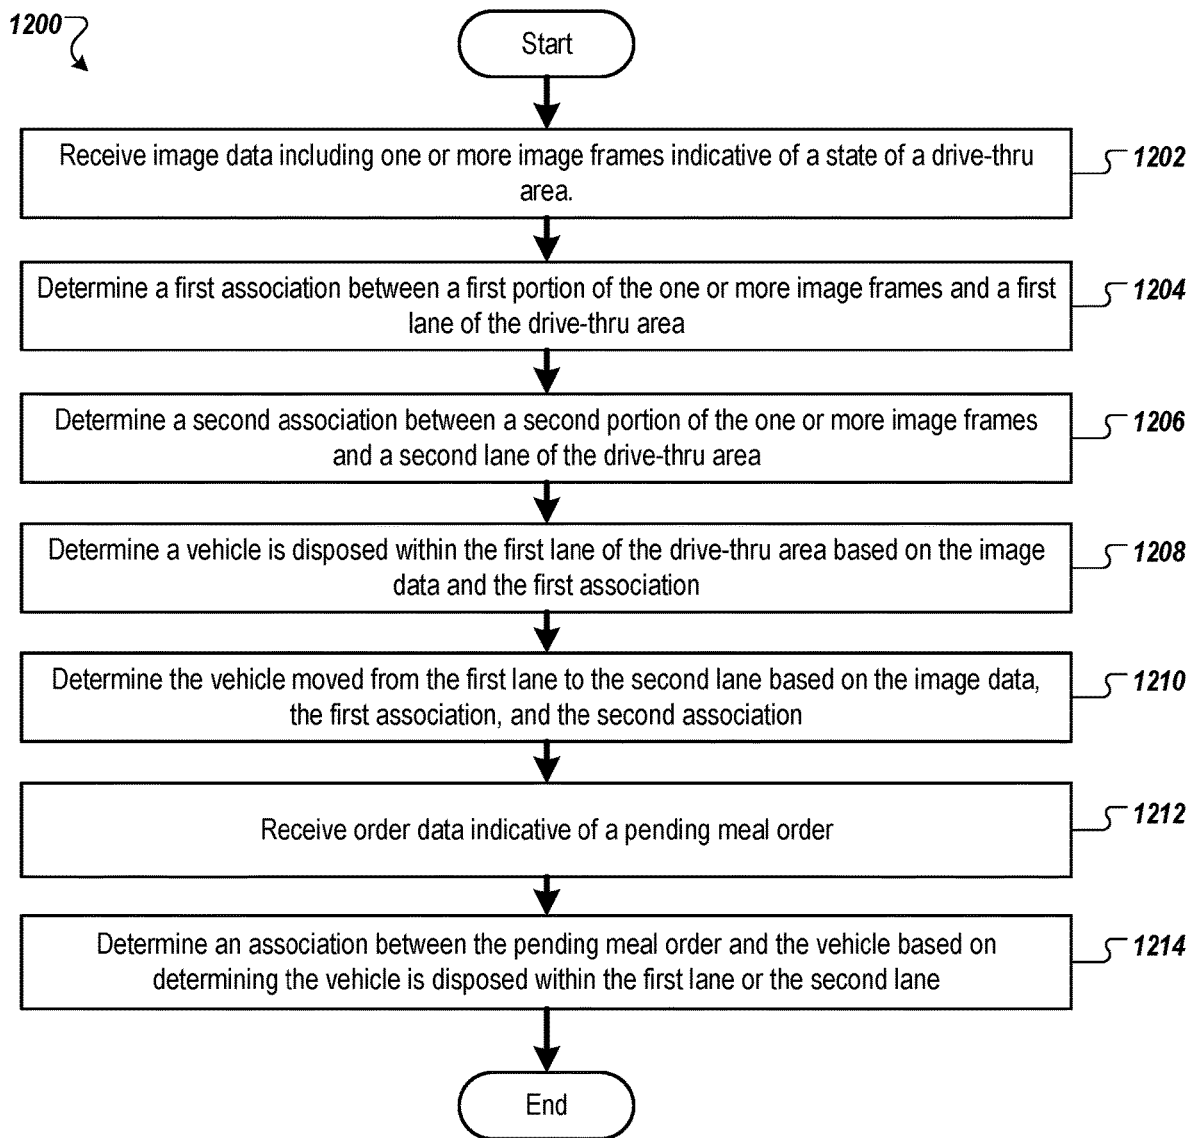 1200
Start
Receive image data including one or more image frames indicative of a state of a drive-thru
area.
1202
Determine a first association between a first portion of the one or more image frames and a first
lane of the drive-thru area
1204
Determine a second association between a second portion of the one or more image frames
and a second lane of the drive-thru area
1206
Determine a vehicle is disposed within the first lane of the drive-thru area based on the image
data and the first association
1208
Determine the vehicle moved from the first lane to the second lane based on the image data,
the first association, and the second association
1210
Receive order data indicative of a pending meal order
1212
Determine an association between the pending meal order and the vehicle based on
determining the vehicle is disposed within the first lane or the second lane
1214
End